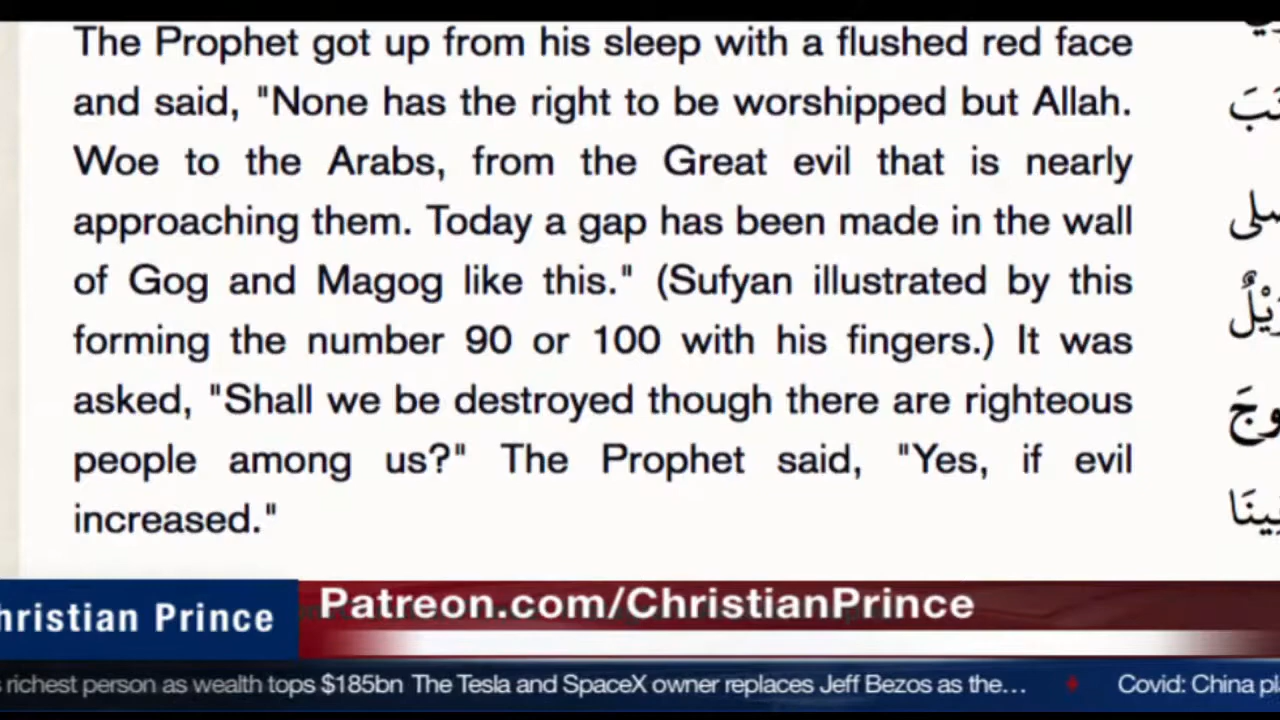 The Prophet got up from his sleep with a flushed red face
and said, "None has the right to be worshipped but Allah.
Woe to the Arabs, from the Great evil that is nearly
approaching them. Today a gap has been made in the wall
of Gog and Magog like this." (Sufyan illustrated by this
forming the number 90 or 100 with his fingers.) It was
asked, "Shall we be destroyed though there are righteous
people among us?" The Prophet said, "Yes, if evil
increased."
hristian Prince
Patreon.com/ChristianPrince
richest person as wealth tops $185bn The Tesla and SpaceX owner replaces Jeff Bezos as the... Covid: China pl